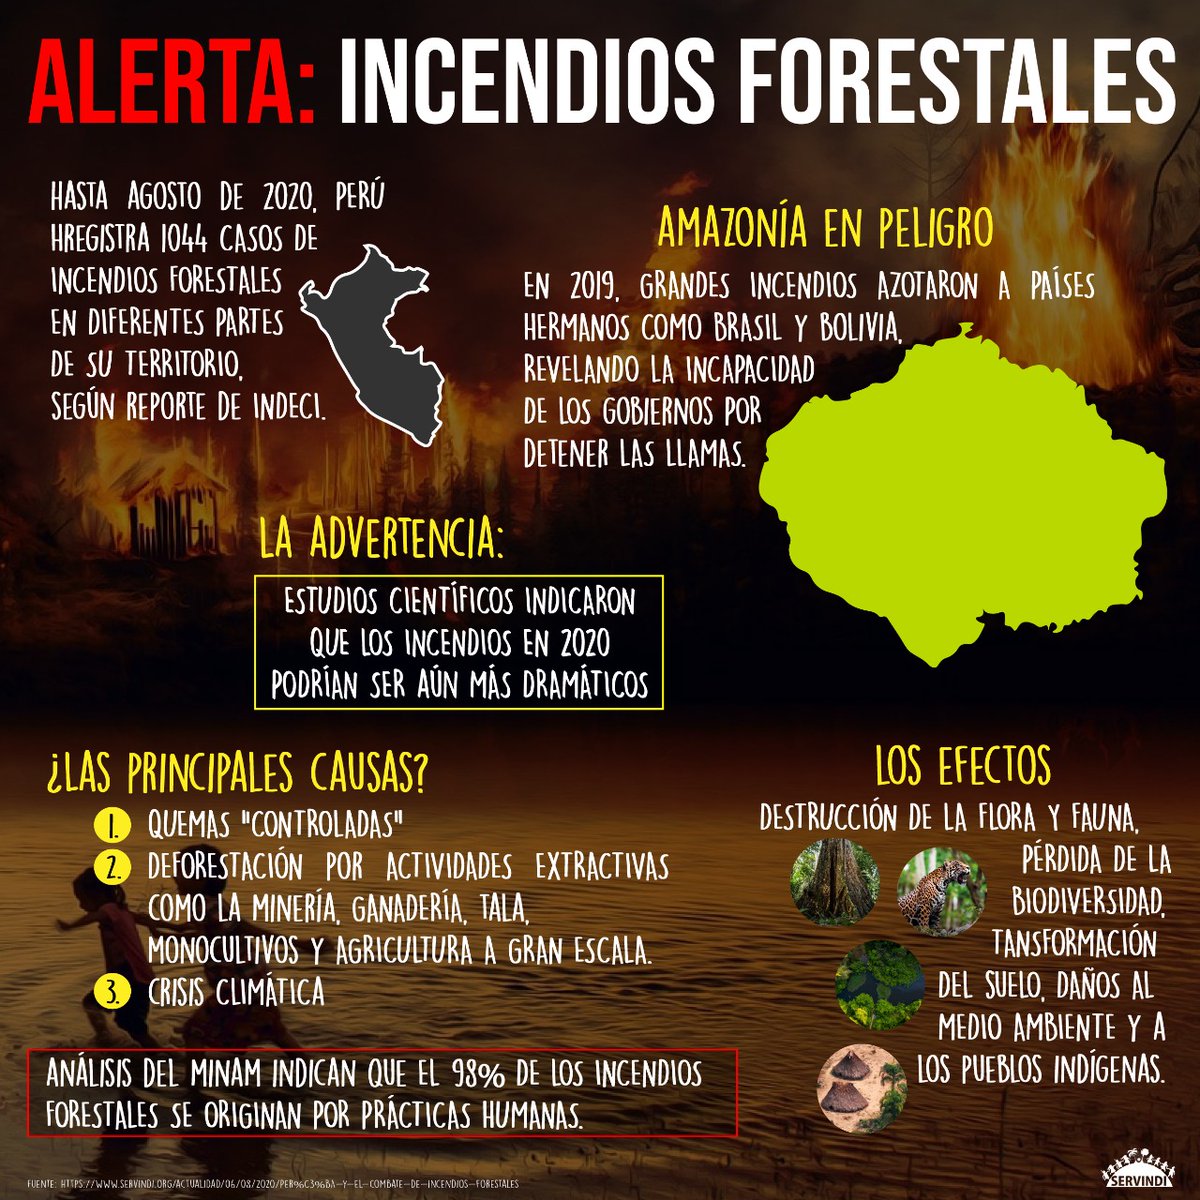 ALERTA: INCENDIOS FORESTALES
HASTA AGOSTO DE 2020, PERÚ
HREGISTRA 1044 CASOS DE
INCENDIOS FORESTALES
EN DIFERENTES PARTES
DE SU TERRITORIO,
SEGÚN REPORTE DE INDECI.
AMAZONÍA EN PELIGRO
EN 2019, GRANDES INCENDIOS AZOTARON A PAÍSES
HERMANOS COMO BRASIL Y BOLIVIA,
REVELANDO LA INCAPACIDAD
DE LOS GOBIERNOS POR
DETENER LAS LLAMAS.
LA ADVERTENCIA:
ESTUDIOS CIENTÍFICOS INDICARON
QUE LOS INCENDIOS EN 2020
PODRÍAN SER AÚN MÁS DRAMÁTICOS
¿LAS PRINCIPALES CAUSAS?
1. QUEMAS "CONTROLADAS"
2. DEFORESTACIÓN POR ACTIVIDADES EXTRACTIVAS
COMO LA MINERÍA, GANADERÍA, TALA,
MONOCULTIVOS Y AGRICULTURA A GRAN ESCALA.
3. CRISIS CLIMÁTICA
ANÁLISIS DEL MINAM INDICAN QUE EL 98% DE LOS INCENDIOS
FORESTALES SE ORIGINAN POR PRÁCTICAS HUMANAS.
LOS EFECTOS
DESTRUCCIÓN DE LA FLORA Y FAUNA,
PÉRDIDA DE LA
BIODIVERSIDAD,
TANSFORMACIÓN
DEL SUELO, DAÑOS AL
MEDIO AMBIENTE Y A
LOS PUEBLOS INDÍGENAS.
FUENTE: HTTPS://WWW.SERVINDI.ORG/ACTUALIDAD/06/08/2020/PER%C3%BA-Y-EL-COMBATE-DE-INCENDIOS-FORESTALES
SERVINDI